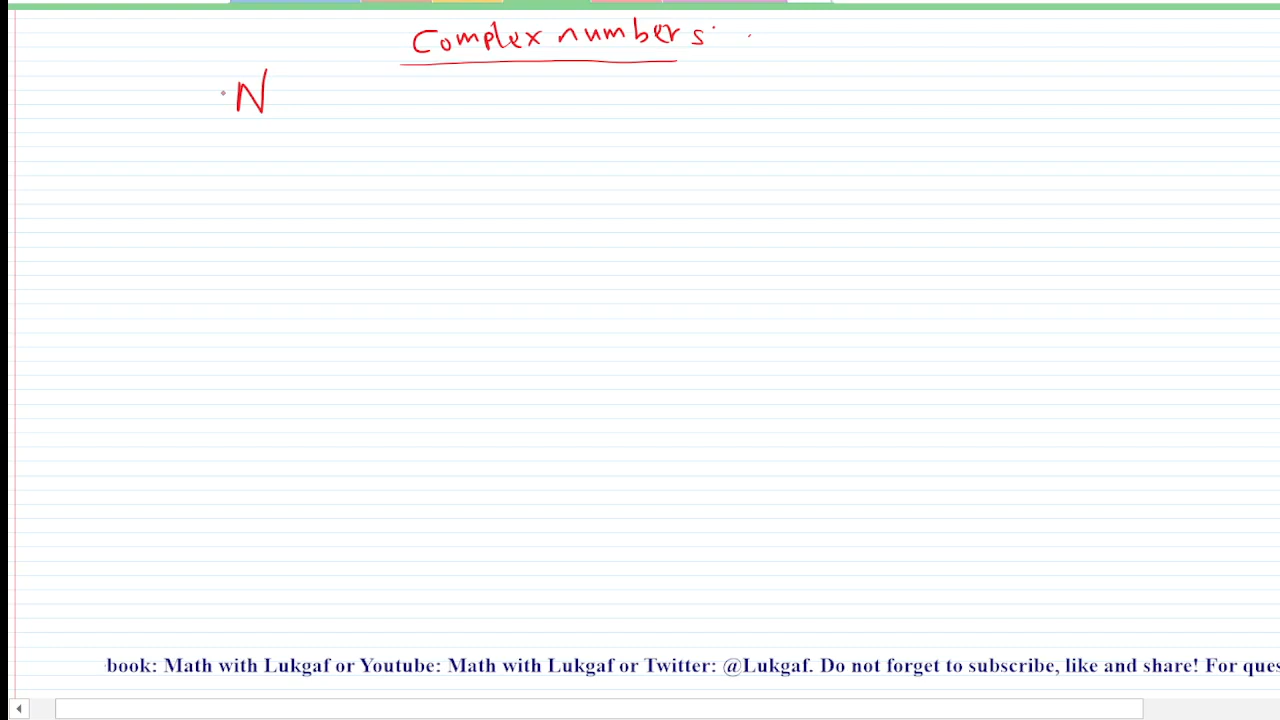 Complex numbers
N
book: Math with Lukgaf or Youtube: Math with Lukgaf or Twitter: @Lukgaf. Do not forget to subscribe, like and share! For ques